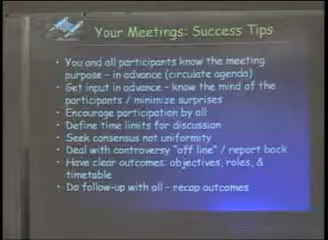 Your Meetings: Success Tips
• You and all participants know the meeting
purpose - in advance (circulate agenda)
• Get input in advance - know the mind of the
participants / minimize surprises
• Encourage participation by all
• Define time limits for discussion
• Seek consensus not uniformity
• Deal with controversy "off line" / report back
• Have clear outcomes: objectives, roles, &
timetable
• Do follow-up with all - recap outcomes